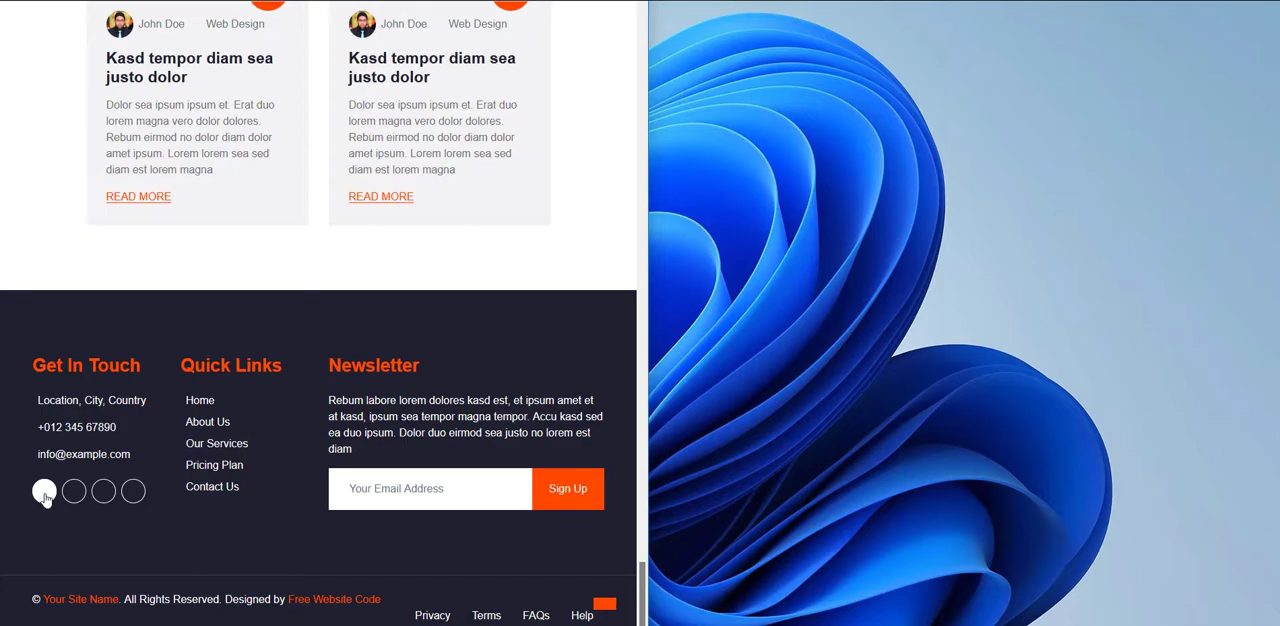 John Doe Web Design
Kasd tempor diam sea
justo dolor
Dolor sea ipsum ipsum et. Erat duo
lorem magna vero dolor dolores.
Rebum eirmod no dolor diam dolor
amet ipsum. Lorem lorem sea sed
diam est lorem magna
READ MORE
John Doe Web Design
Kasd tempor diam sea
justo dolor
Dolor sea ipsum ipsum et. Erat duo
lorem magna vero dolor dolores.
Rebum eirmod no dolor diam dolor
amet ipsum. Lorem lorem sea sed
diam est lorem magna
READ MORE
Get In Touch
Location, City, Country
+012 345 67890
info@example.com
Quick Links
Home
About Us
Our Services
Pricing Plan
Contact Us
Newsletter
Rebum labore lorem dolores kasd est, et ipsum amet et
at kasd, ipsum sea tempor magna tempor. Accu kasd sed
ea duo ipsum. Dolor duo eirmod sea justo no lorem est
diam
Your Email Address Sign Up
© Your Site Name. All Rights Reserved. Designed by Free Website Code
Privacy Terms FAQs Help